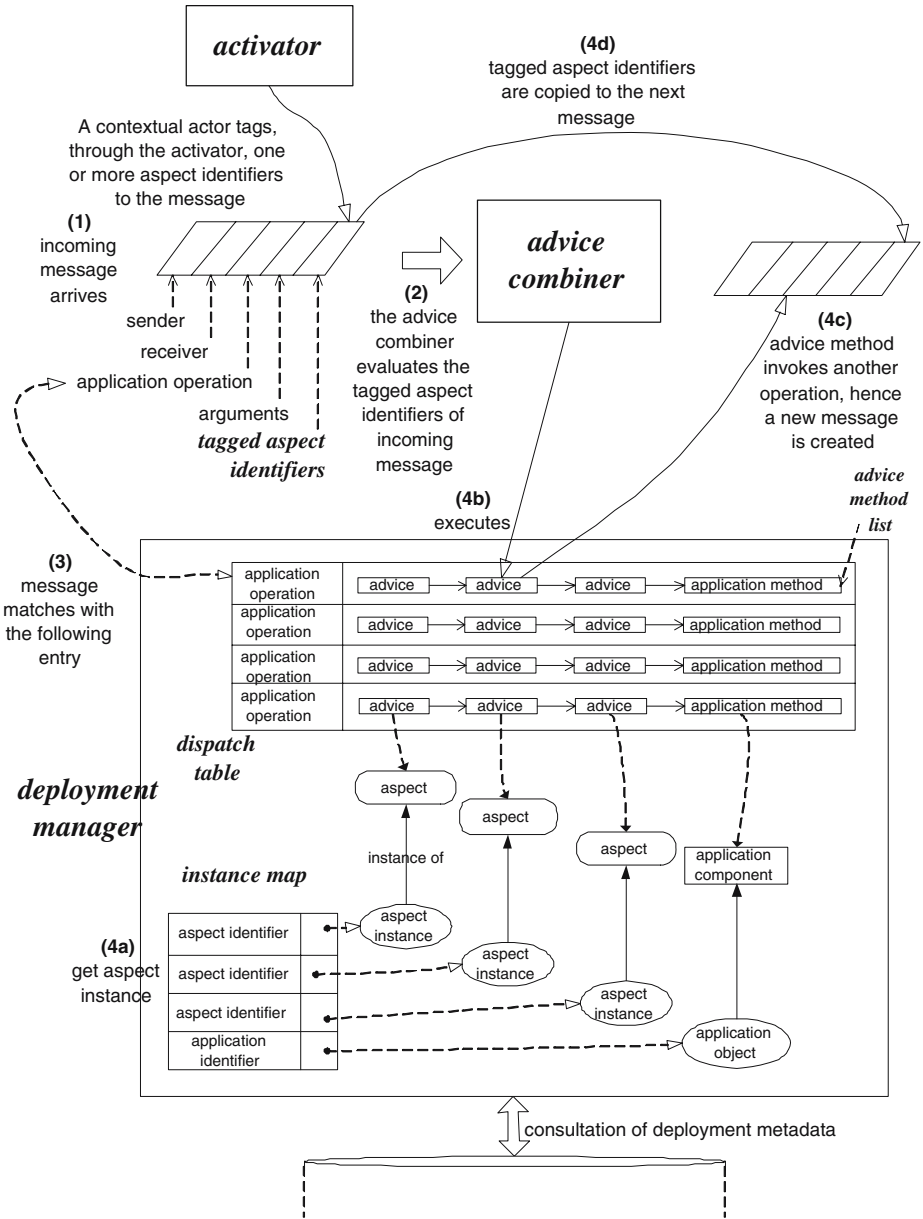 activator
(4d)
tagged aspect identifiers
are copied to the next
message
A contextual actor tags,
through the activator, one
or more aspect identifiers
to the message
(1)
incoming
message
arrives
advice
combiner
(2)
the advice
combiner
evaluates the
tagged aspect
identifiers of
incoming
message
(4c)
advice method
invokes another
operation, hence
a new message
is created
sender
receiver
application operation
arguments
tagged aspect
identifiers
(4b)
executes
advice
method
list
(3)
message
matches with
the following
entry
application
operation
advice advice advice application method
application
operation
advice advice advice application method
application
operation
advice advice advice application method
application
operation
advice advice advice application method
dispatch
table
deployment
manager
aspect
aspect
aspect
application
component
instance of
instance map
(4a)
get aspect
instance
aspect identifier
aspect identifier
aspect identifier
application
identifier
aspect
instance
aspect
instance
aspect
instance
application
object
consultation of deployment metadata